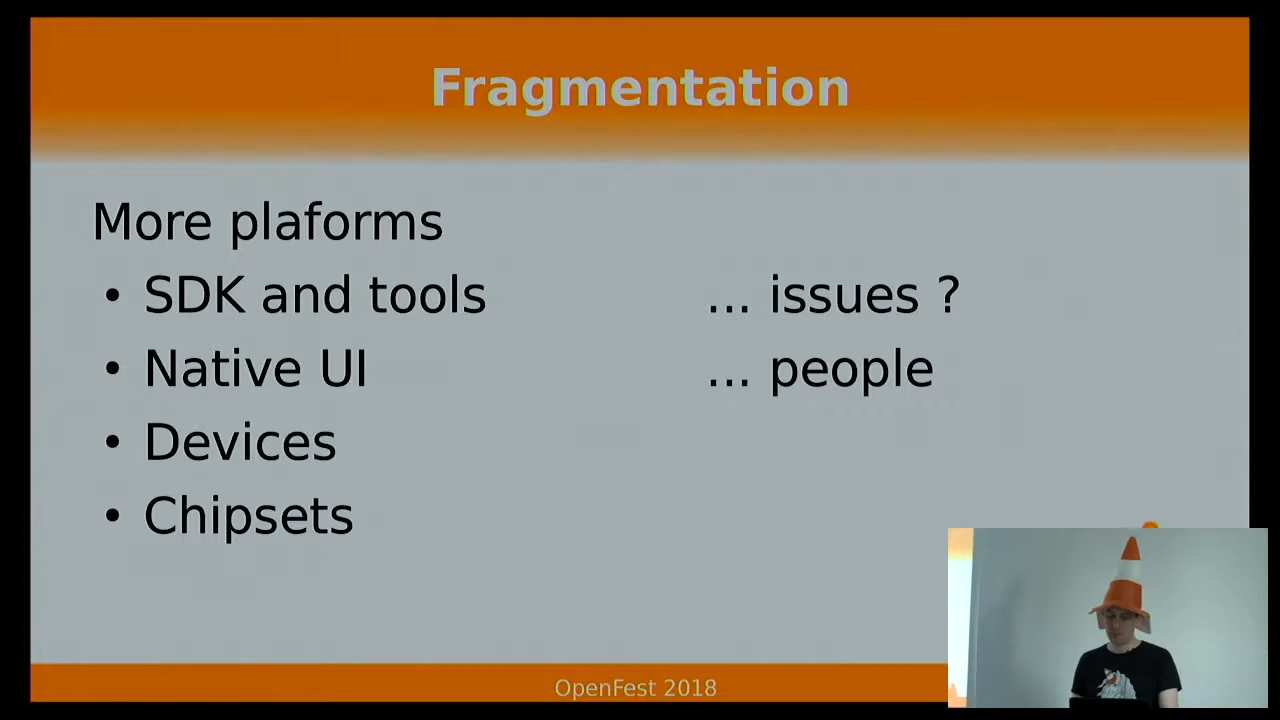 Fragmentation
More plaforms
• SDK and tools
... issues ?
• Native UI
... people
• Devices
• Chipsets
OpenFest 2018